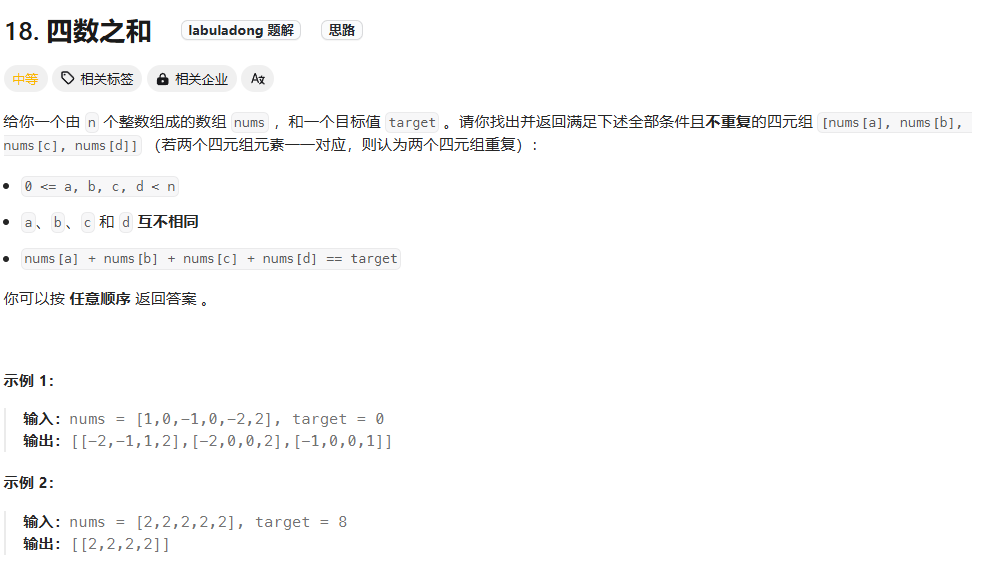 18. 四数之和 labuladong 题解 思路
中等 相关标签 相关企业 Aあ
给你一个由 n 个整数组成的数组 nums ，和一个目标值 target 。请你找出并返回满足下述全部条件且不重复的四元组 [nums[a], nums[b],
nums[c], nums[d]] （若两个四元组元素一一对应，则认为两个四元组重复）：
• 0 <= a, b, c, d < n
• a、b、c 和 d 互不相同
• nums[a] + nums[b] + nums[c] + nums[d] == target
你可以按 任意顺序 返回答案 。
示例 1：
输入：nums = [1,0,-1,0,-2,2], target = 0
输出：[[-2,-1,1,2],[-2,0,0,2],[-1,0,0,1]]
示例 2：
输入：nums = [2,2,2,2,2], target = 8
输出：[[2,2,2,2]]